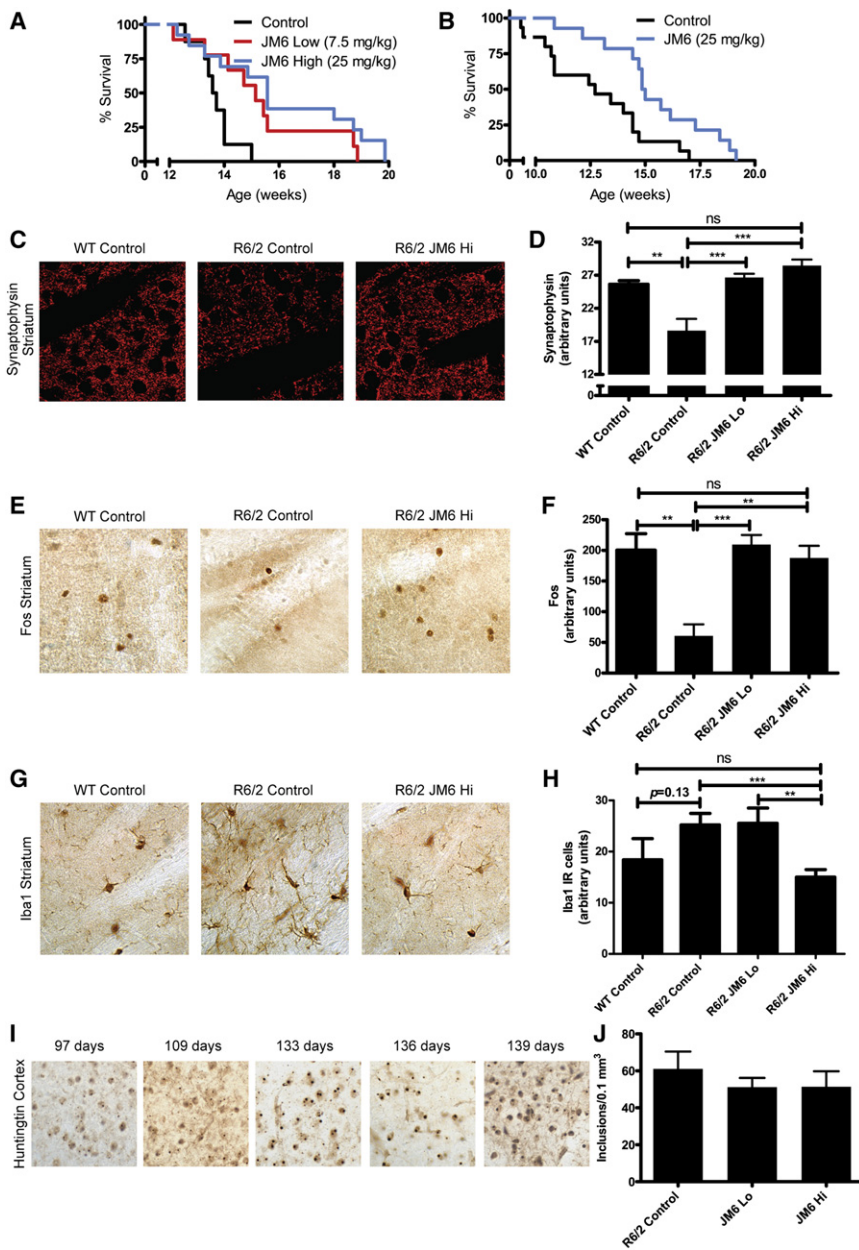 A
Control
JM6 Low (7.5 mg/kg)
JM6 High (25 mg/kg)
% Survival
100
75
50
25
0
0 12 14 16 18 20
Age (weeks)
B
Control
JM6 (25 mg/kg)
% Survival
100
75
50
25
0
0 10.0 12.5 15.0 17.5 20.0
Age (weeks)
C
WT Control
R6/2 Control
R6/2 JM6 Hi
Synaptophysin
Striatum
D
ns
***
** ***
Synaptophysin
(arbitrary units)
32
27
22
17
12
0
WT Control
R6/2 Control
R6/2 JM6 Lo
R6/2 JM6 Hi
E
WT Control
R6/2 Control
R6/2 JM6 Hi
Fos Striatum
F
ns
**
** ***
Fos
(arbitrary units)
250
200
150
100
50
0
WT Control
R6/2 Control
R6/2 JM6 Lo
R6/2 JM6 Hi
G
WT Control
R6/2 Control
R6/2 JM6 Hi
Iba1 Striatum
H
ns
***
p=0.13 **
Iba1 IR cells
(arbitrary units)
30
20
10
0
WT Control
R6/2 Control
R6/2 JM6 Lo
R6/2 JM6 Hi
I
97 days
109 days
133 days
136 days
139 days
Huntingtin Cortex
J
Inclusions/0.1 mm³
80
60
40
20
0
R6/2 Control
JM6 Lo
JM6 Hi